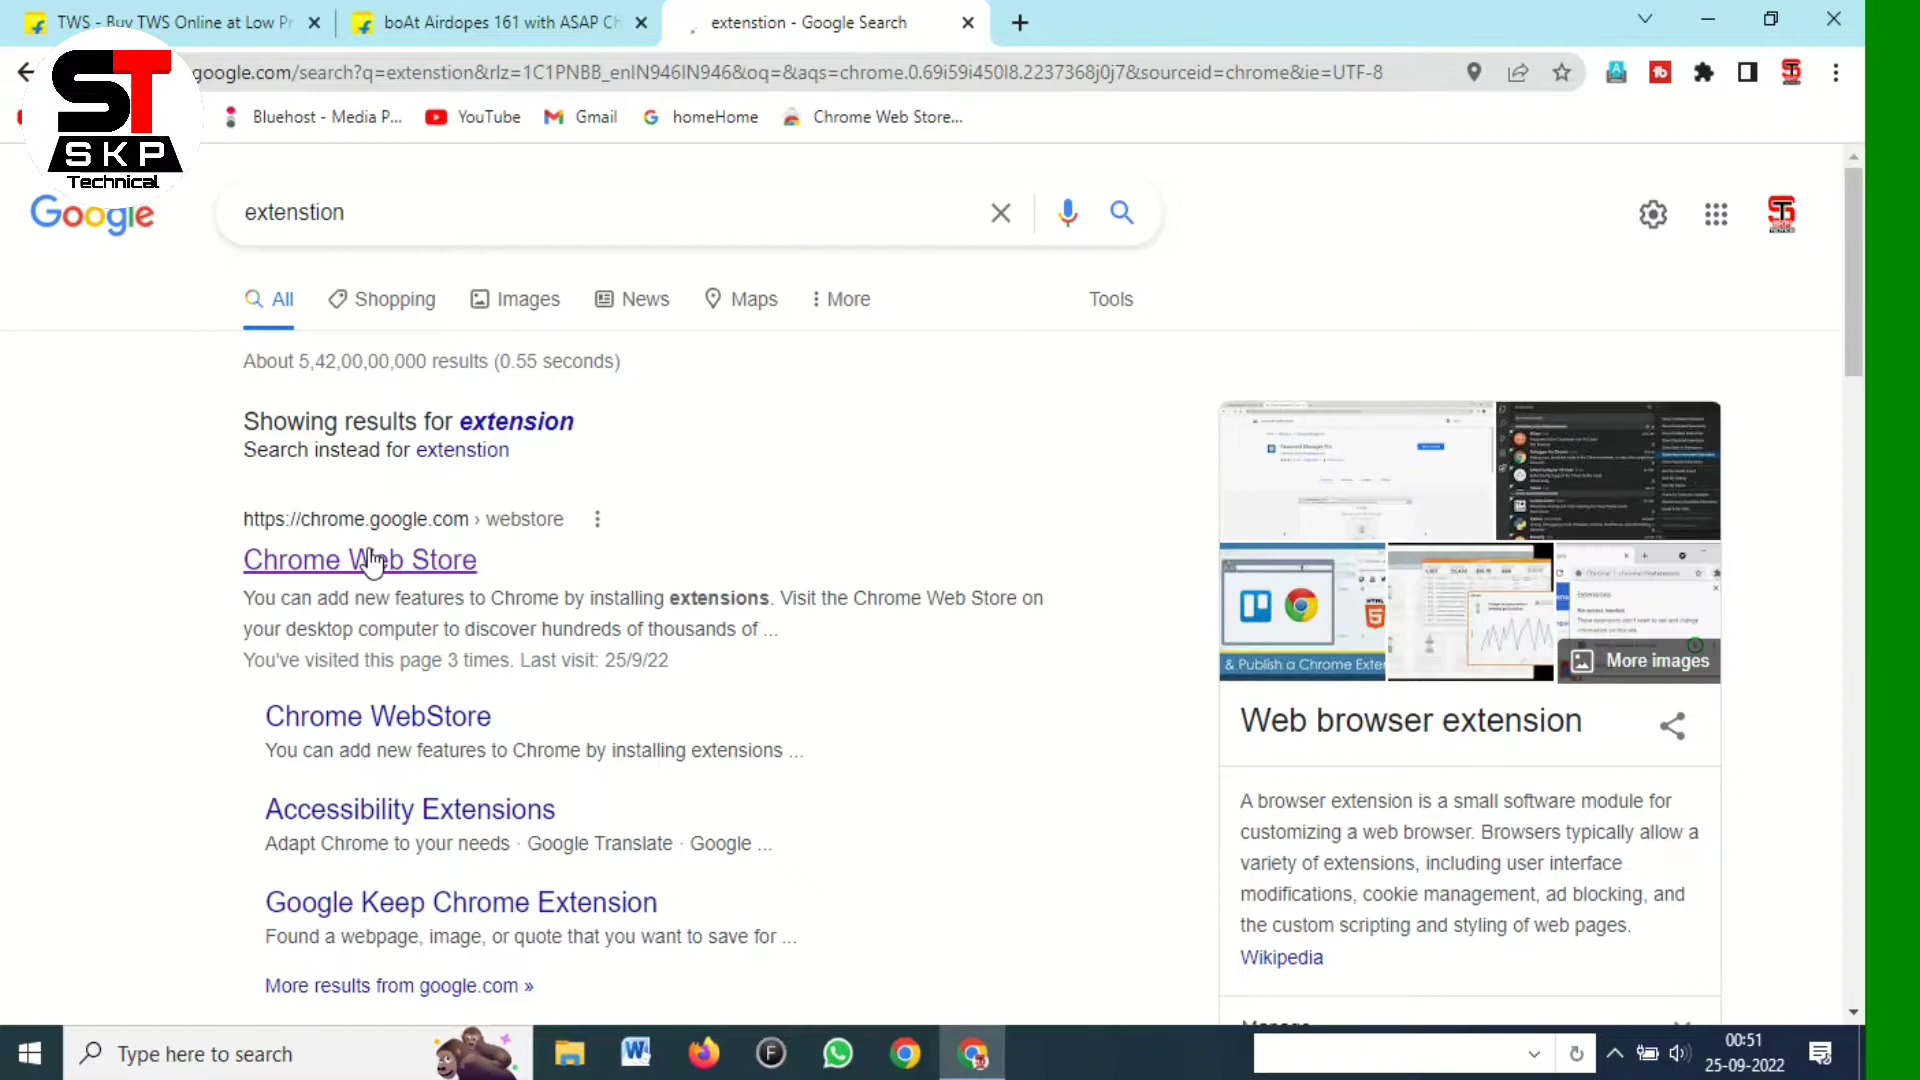 TWS - Buy TWS Online at Low Pr
boAt Airdopes 161 with ASAP Ch
extenstion - Google Search
google.com/search?q=extenstion&rlz=1C1PNBB_enIN946IN946&oq=&aqs=chrome.0.69i59i450l8.2237368j0j7&sourceid=chrome&ie=UTF-8
Bluehost - Media P...
YouTube
Gmail
homeHome
Chrome Web Store...
ST
SKP
Technical
Google
extenstion
All
Shopping
Images
News
Maps
More
Tools
About 5,42,00,00,000 results (0.55 seconds)
Showing results for extension
Search instead for extenstion
https://chrome.google.com › webstore
Chrome Web Store
You can add new features to Chrome by installing extensions. Visit the Chrome Web Store on
your desktop computer to discover hundreds of thousands of ...
You've visited this page 3 times. Last visit: 25/9/22
Chrome WebStore
You can add new features to Chrome by installing extensions ...
Accessibility Extensions
Adapt Chrome to your needs · Google Translate · Google ...
Google Keep Chrome Extension
Found a webpage, image, or quote that you want to save for ...
More results from google.com »
& Publish a Chrome Exte
More images
Web browser extension
A browser extension is a small software module for
customizing a web browser. Browsers typically allow a
variety of extensions, including user interface
modifications, cookie management, ad blocking, and
the custom scripting and styling of web pages.
Wikipedia
Type here to search
00:51
25-09-2022